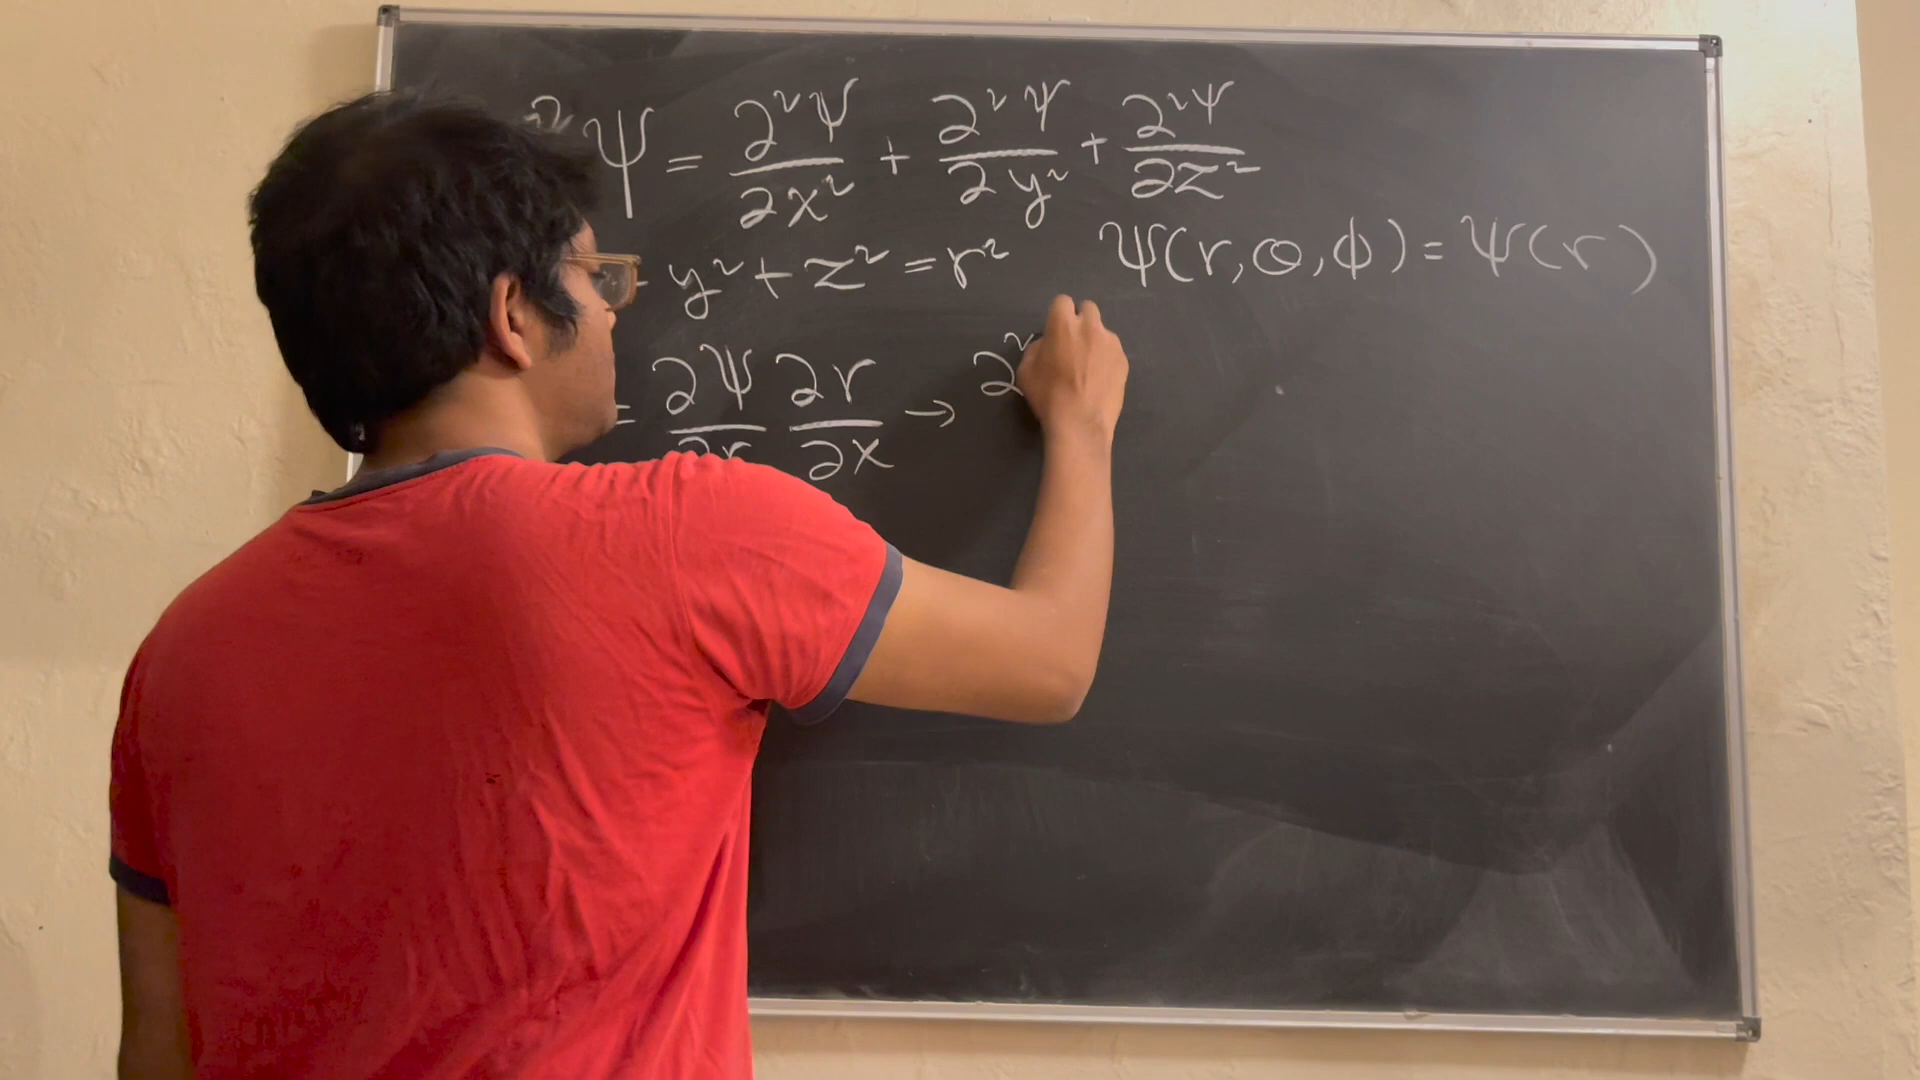 ²ψ = ∂²ψ/∂x² + ∂²ψ/∂y² + ∂²ψ/∂z²
y² + z² = r² ψ(r,θ,ϕ) = ψ(r)
= ∂ψ/∂r ∂r/∂x → ∂²